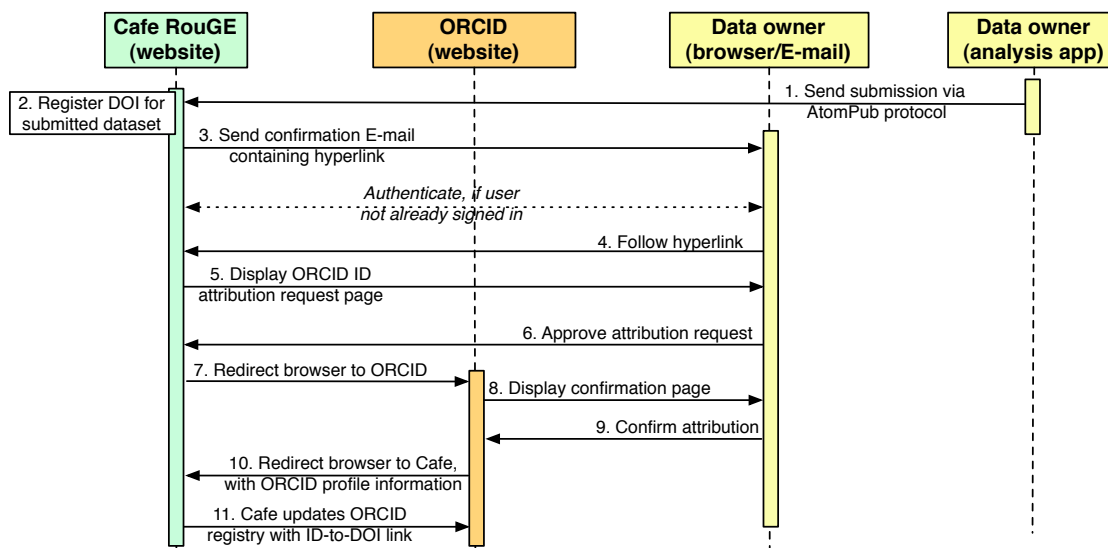 Cafe RouGE
(website)
ORCID
(website)
Data owner
(browser/E-mail)
Data owner
(analysis app)
1. Send submission via
AtomPub protocol
2. Register DOI for
submitted dataset
3. Send confirmation E-mail
containing hyperlink
Authenticate, if user
not already signed in
4. Follow hyperlink
5. Display ORCID ID
attribution request page
6. Approve attribution request
7. Redirect browser to ORCID
8. Display confirmation page
9. Confirm attribution
10. Redirect browser to Cafe,
with ORCID profile information
11. Cafe updates ORCID
registry with ID-to-DOI link